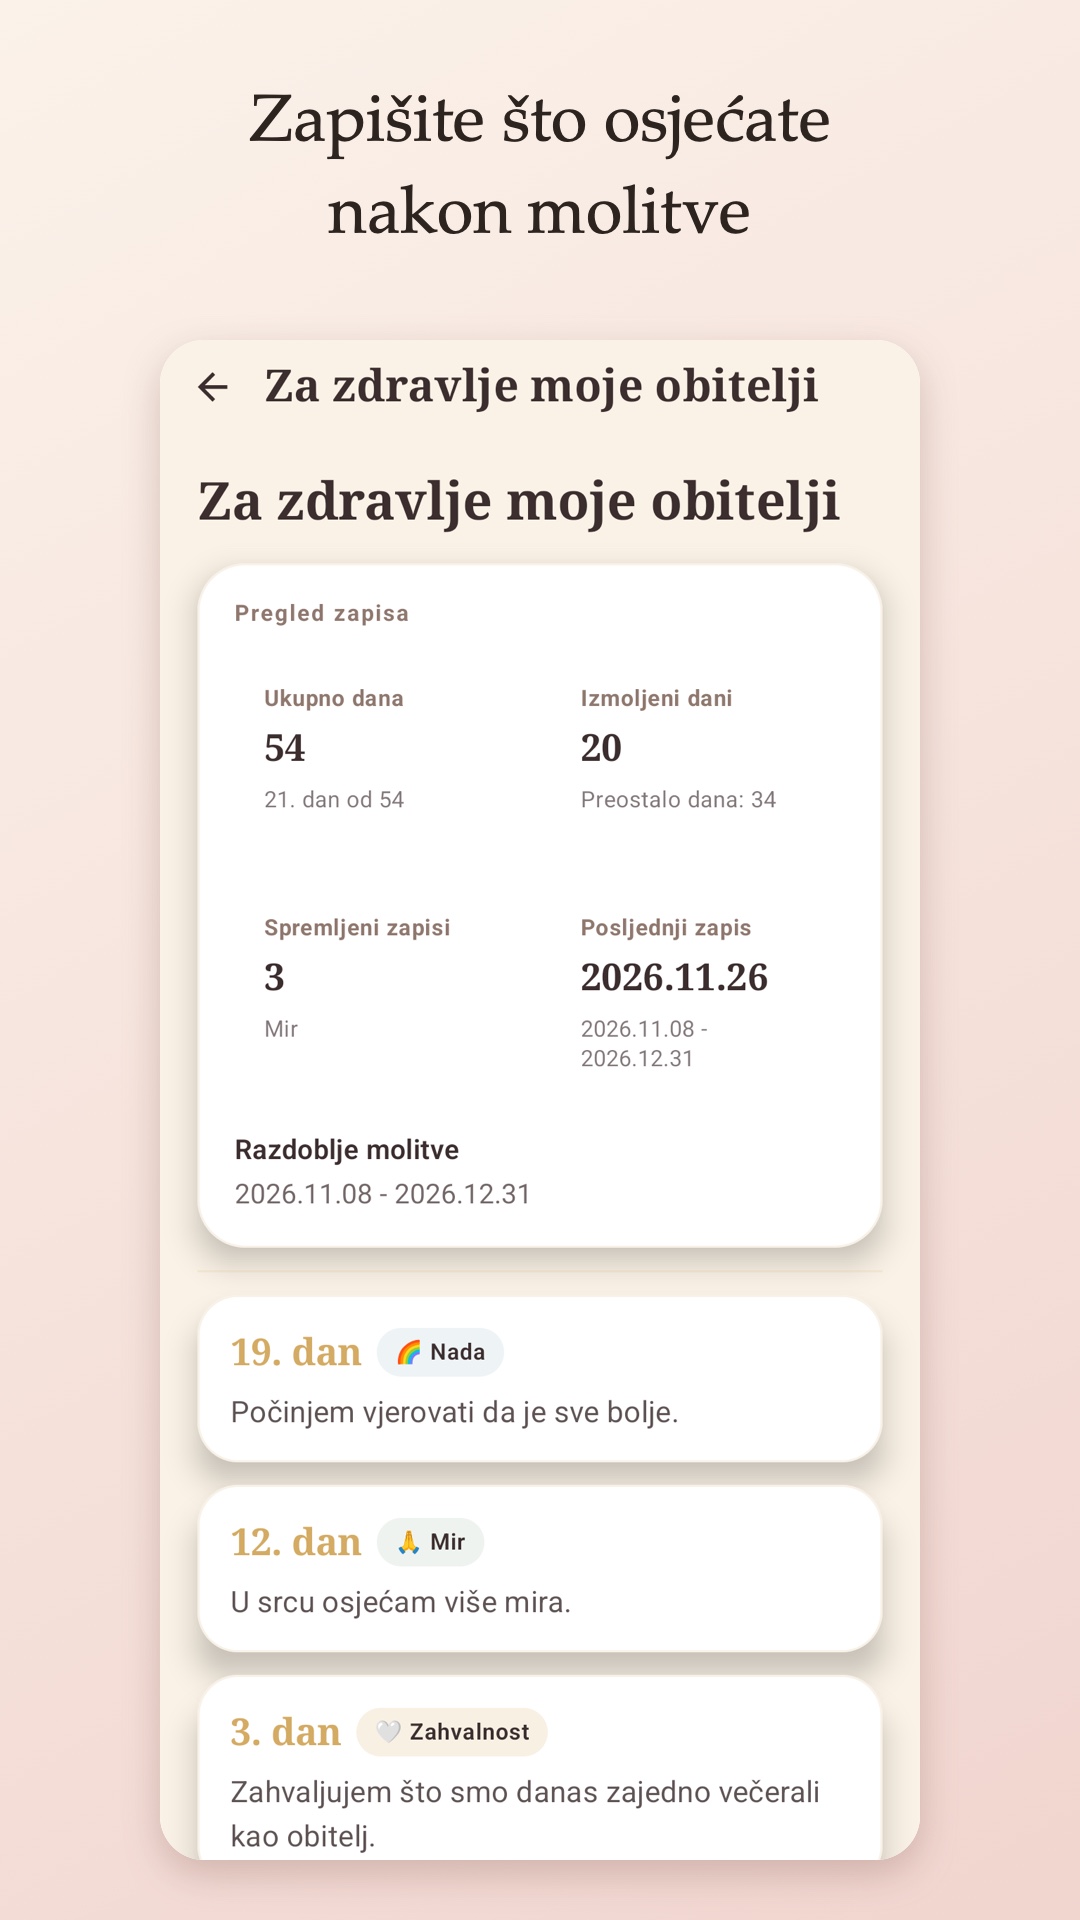 Zapišite što osjećate
nakon molitve
Za zdravlje moje obitelji
Za zdravlje moje obitelji
Pregled zapisa
Ukupno dana
54
21. dan od 54
Izmoljeni dani
20
Preostalo dana: 34
Spremljeni zapisi
3
Mir
Posljednji zapis
2026.11.26
2026.11.08 -
2026.12.31
Razdoblje molitve
2026.11.08 - 2026.12.31
19. dan 🌈 Nada
Počinjem vjerovati da je sve bolje.
12. dan 🙏 Mir
U srcu osjećam više mira.
3. dan 🤍 Zahvalnost
Zahvaljujem što smo danas zajedno večerali
kao obitelj.